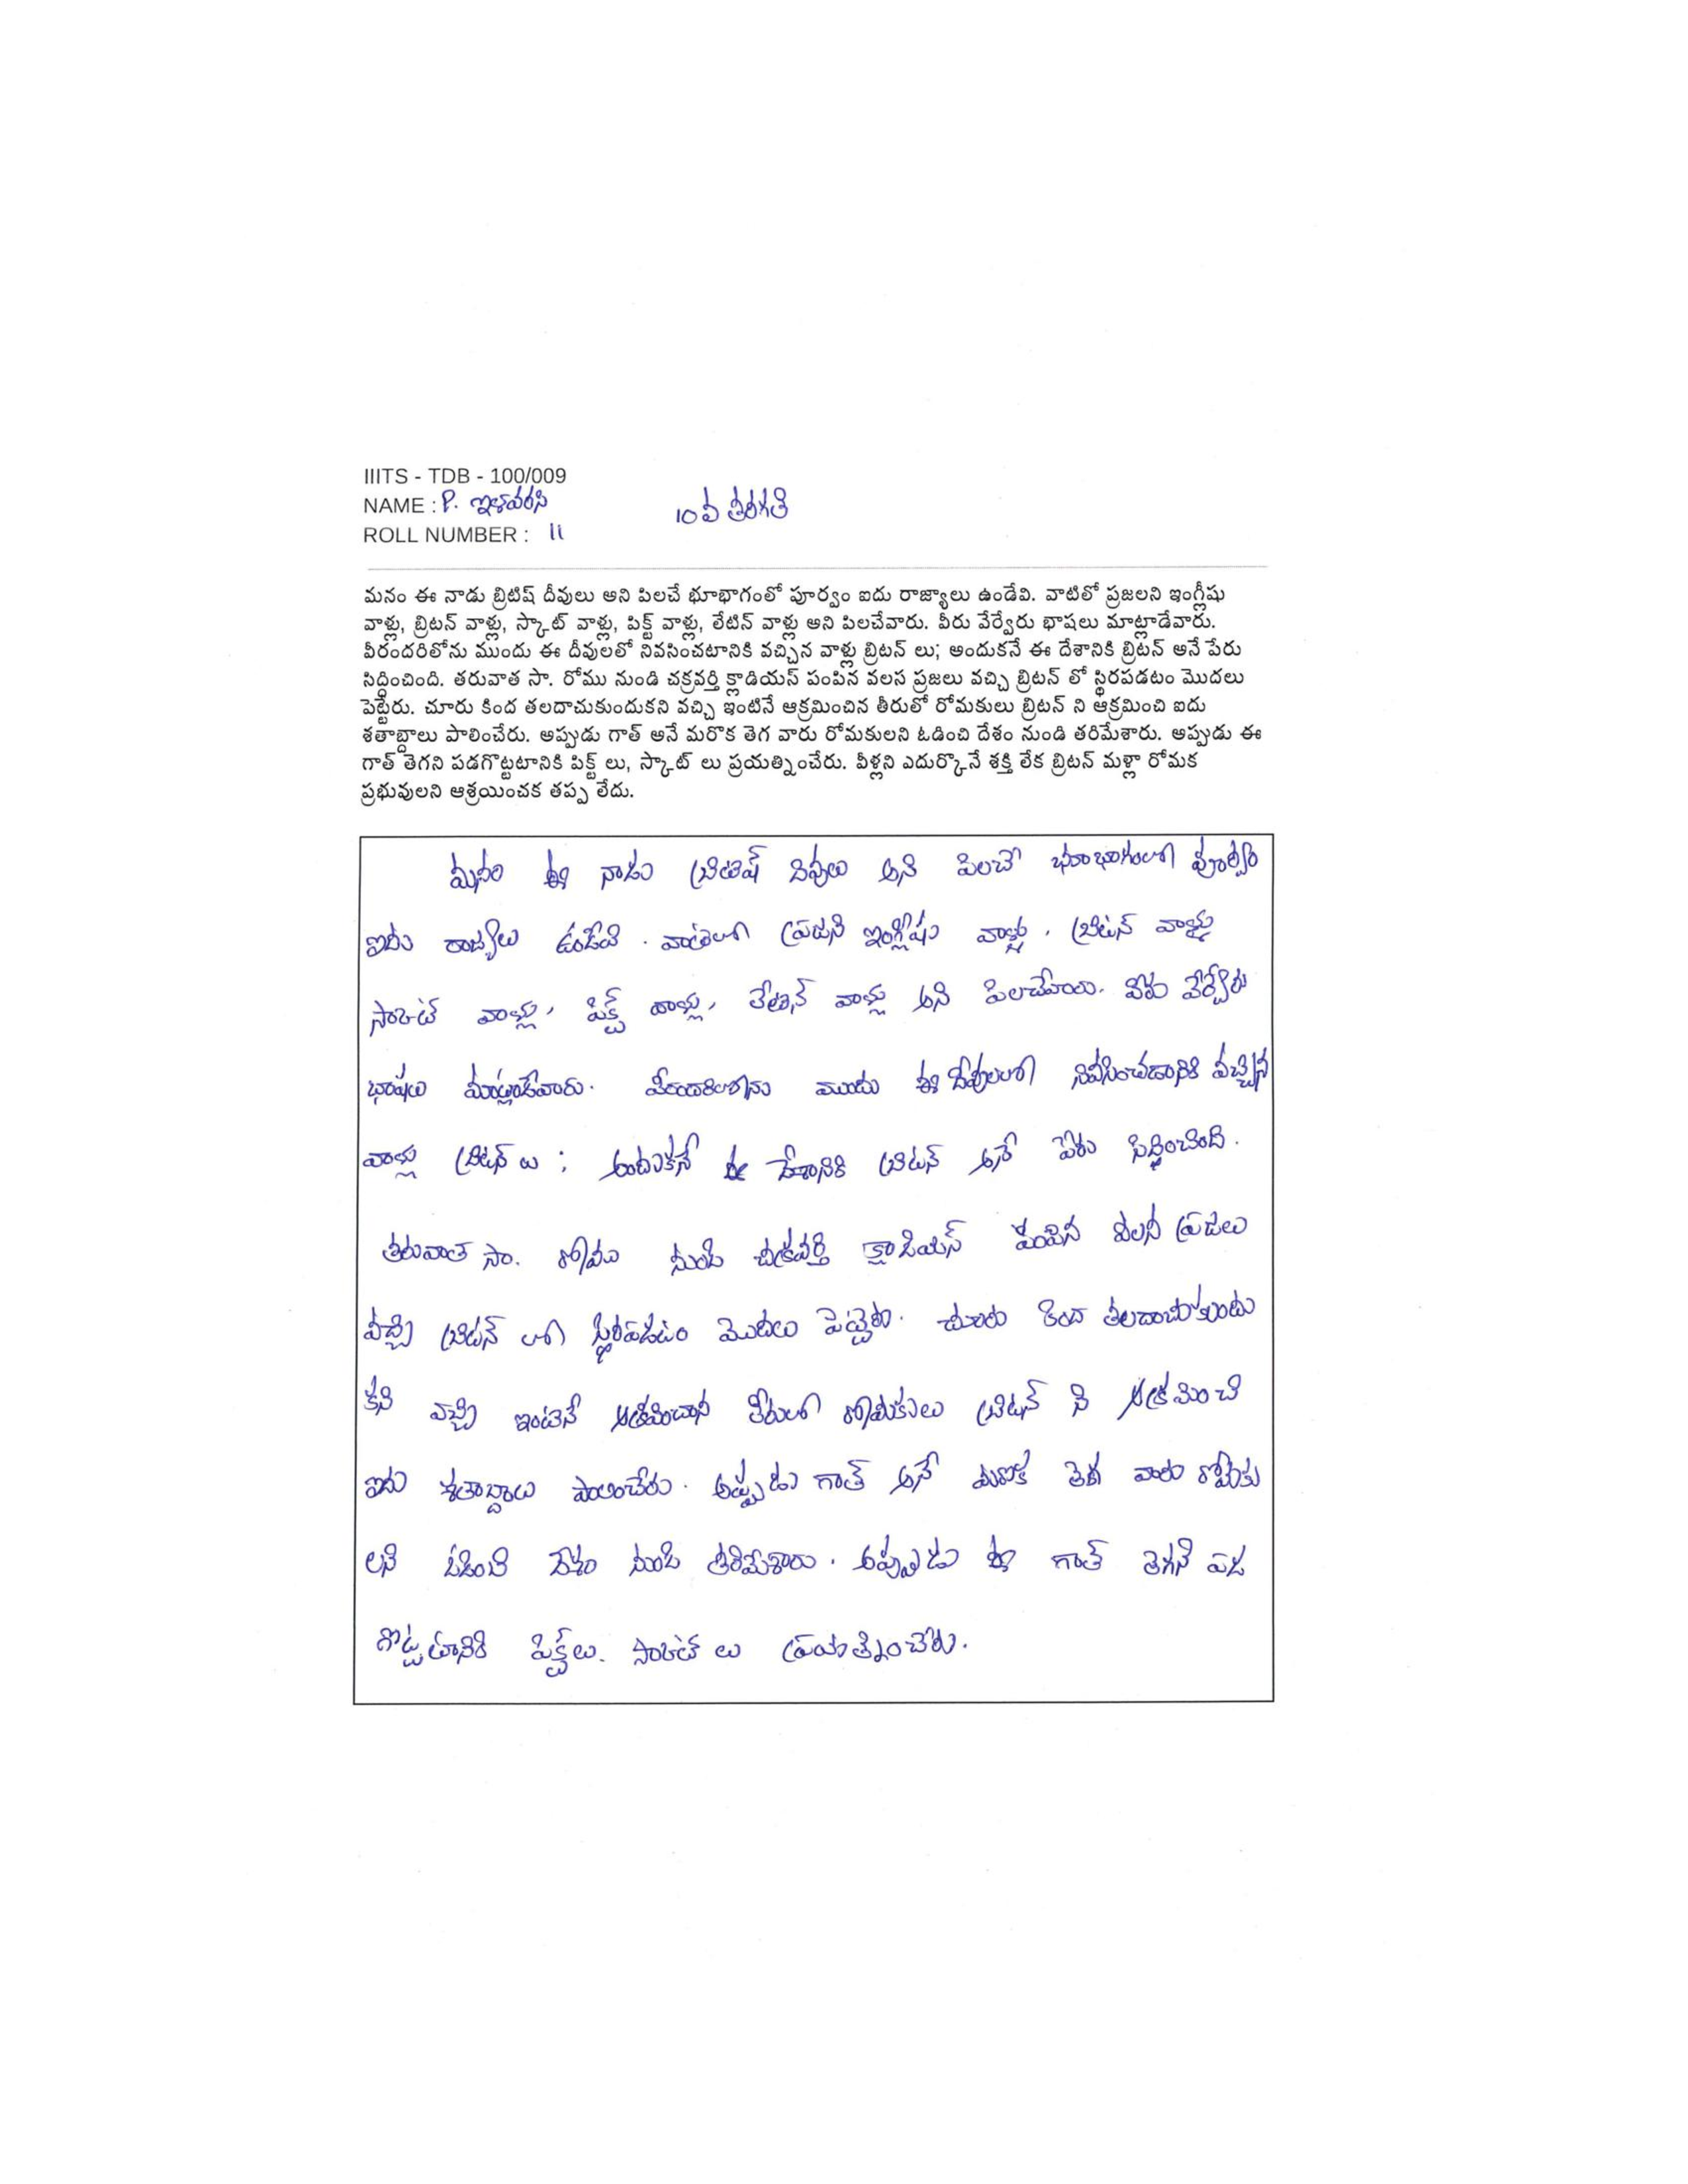 IIITS - TDB - 100/009
NAME : P. ఇళవరసి
10వ తరగతి
ROLL NUMBER : 11
మనం ఈ నాడు బ్రిటిష్ దీవులు అని పిలచే భూభాగంలో పూర్వం ఐదు రాజ్యాలు ఉండేవి. వాటిలో ప్రజలని ఇంగ్లీషు
వాళ్లు, బ్రిటన్ వాళ్లు, స్కాట్ వాళ్లు, పిక్ట్ వాళ్లు, లేటిన్ వాళ్లు అని పిలచేవారు. వీరు వేర్వేరు భాషలు మాట్లాడేవారు.
వీరందరిలోను ముందు ఈ దీవులలో నివసించటానికి వచ్చిన వాళ్లు బ్రిటన్ లు; అందుకనే ఈ దేశానికి బ్రిటన్ అనే పేరు
సిద్ధించింది. తరువాత సా. రోము నుండి చక్రవర్తి క్లాడియస్ పంపిన వలస ప్రజలు వచ్చి బ్రిటన్ లో స్థిరపడటం మొదలు
పెట్టేరు. చూరు కింద తలదాచుకుందుకని వచ్చి ఇంటినే ఆక్రమించిన తీరులో రోమకులు బ్రిటన్ ని ఆక్రమించి ఐదు
శతాబ్దాలు పాలించేరు. అప్పుడు గాత్ అనే మరొక తెగ వారు రోమకులని ఓడించి దేశం నుండి తరిమేశారు. అప్పుడు ఈ
గాత్ తెగని పడగొట్టటానికి పిక్ట్ లు, స్కాట్ లు ప్రయత్నించేరు. వీళ్లని ఎదుర్కొనే శక్తి లేక బ్రిటన్ మళ్లా రోమక
ప్రభువులని ఆశ్రయించక తప్ప లేదు.
మనం ఈ నాడు బ్రిటిష్ దివులు అని పిలచే భూభాగంలో పూర్వం
ఐదు రాజ్యలు ఉండేవి. వాటిలో ప్రజని ఇంగ్లీషు వాళ్లు, బ్రిటన్ వాళ్లు
వాళ్లు, పిక్ట్ వాళ్లు, లేటిన్ వాళ్లు అని వీరు వేర్వేరు
భాషలు మాట్లాడేవారు. వీరందరిలోను ముందు ఈ దీవులలో నివసించడానికి వచ్చిన
వాళ్లు బ్రిటన్ లు ; అందుకనే ఈ దేశానికి బ్రిటన్ అనే పేరు సిద్ధించింది.
తరువాత సా. రోము నుండి చక్రవర్తి క్లాడియస్ పంపిన ప్రజలు
వచ్చి బ్రిటన్ లో స్థిరపడటం మొదలు పెట్టేరు. చూరు కింద తలదాచుకుందు
కని వచ్చి ఇంటినే తీరులో రోమకులు బ్రిటన్ ని ఆక్రమించి
ఐదు శతాబ్దాలు పాలించేరు. అప్పుడు గాత్ అనే మరొక తెగ వారు రోమకు
లని ఓడించి దేశం నుండి తరిమేశారు. అప్పుడు ఈ గాత్ తెగని పడ
గొట్టటానికి పిక్ట్‌లు. లు ప్రయత్నించేరు.